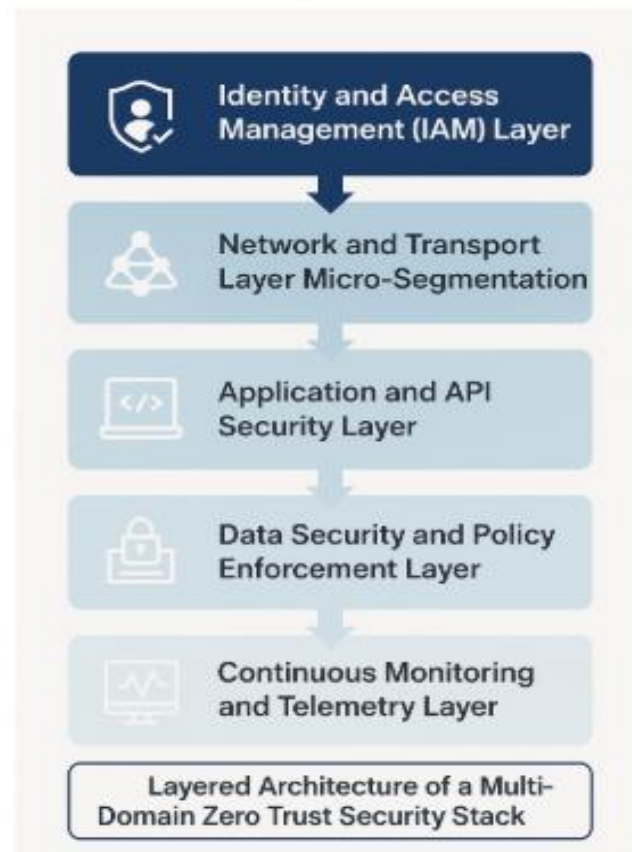 Identity and Access
Management (IAM) Layer
Network and Transport
Layer Micro-Segmentation
</>
Application and API
Security Layer
Data Security and Policy
Enforcement Layer
Continuous Monitoring
and Telemetry Layer
Layered Architecture of a Multi-
Domain Zero Trust Security Stack